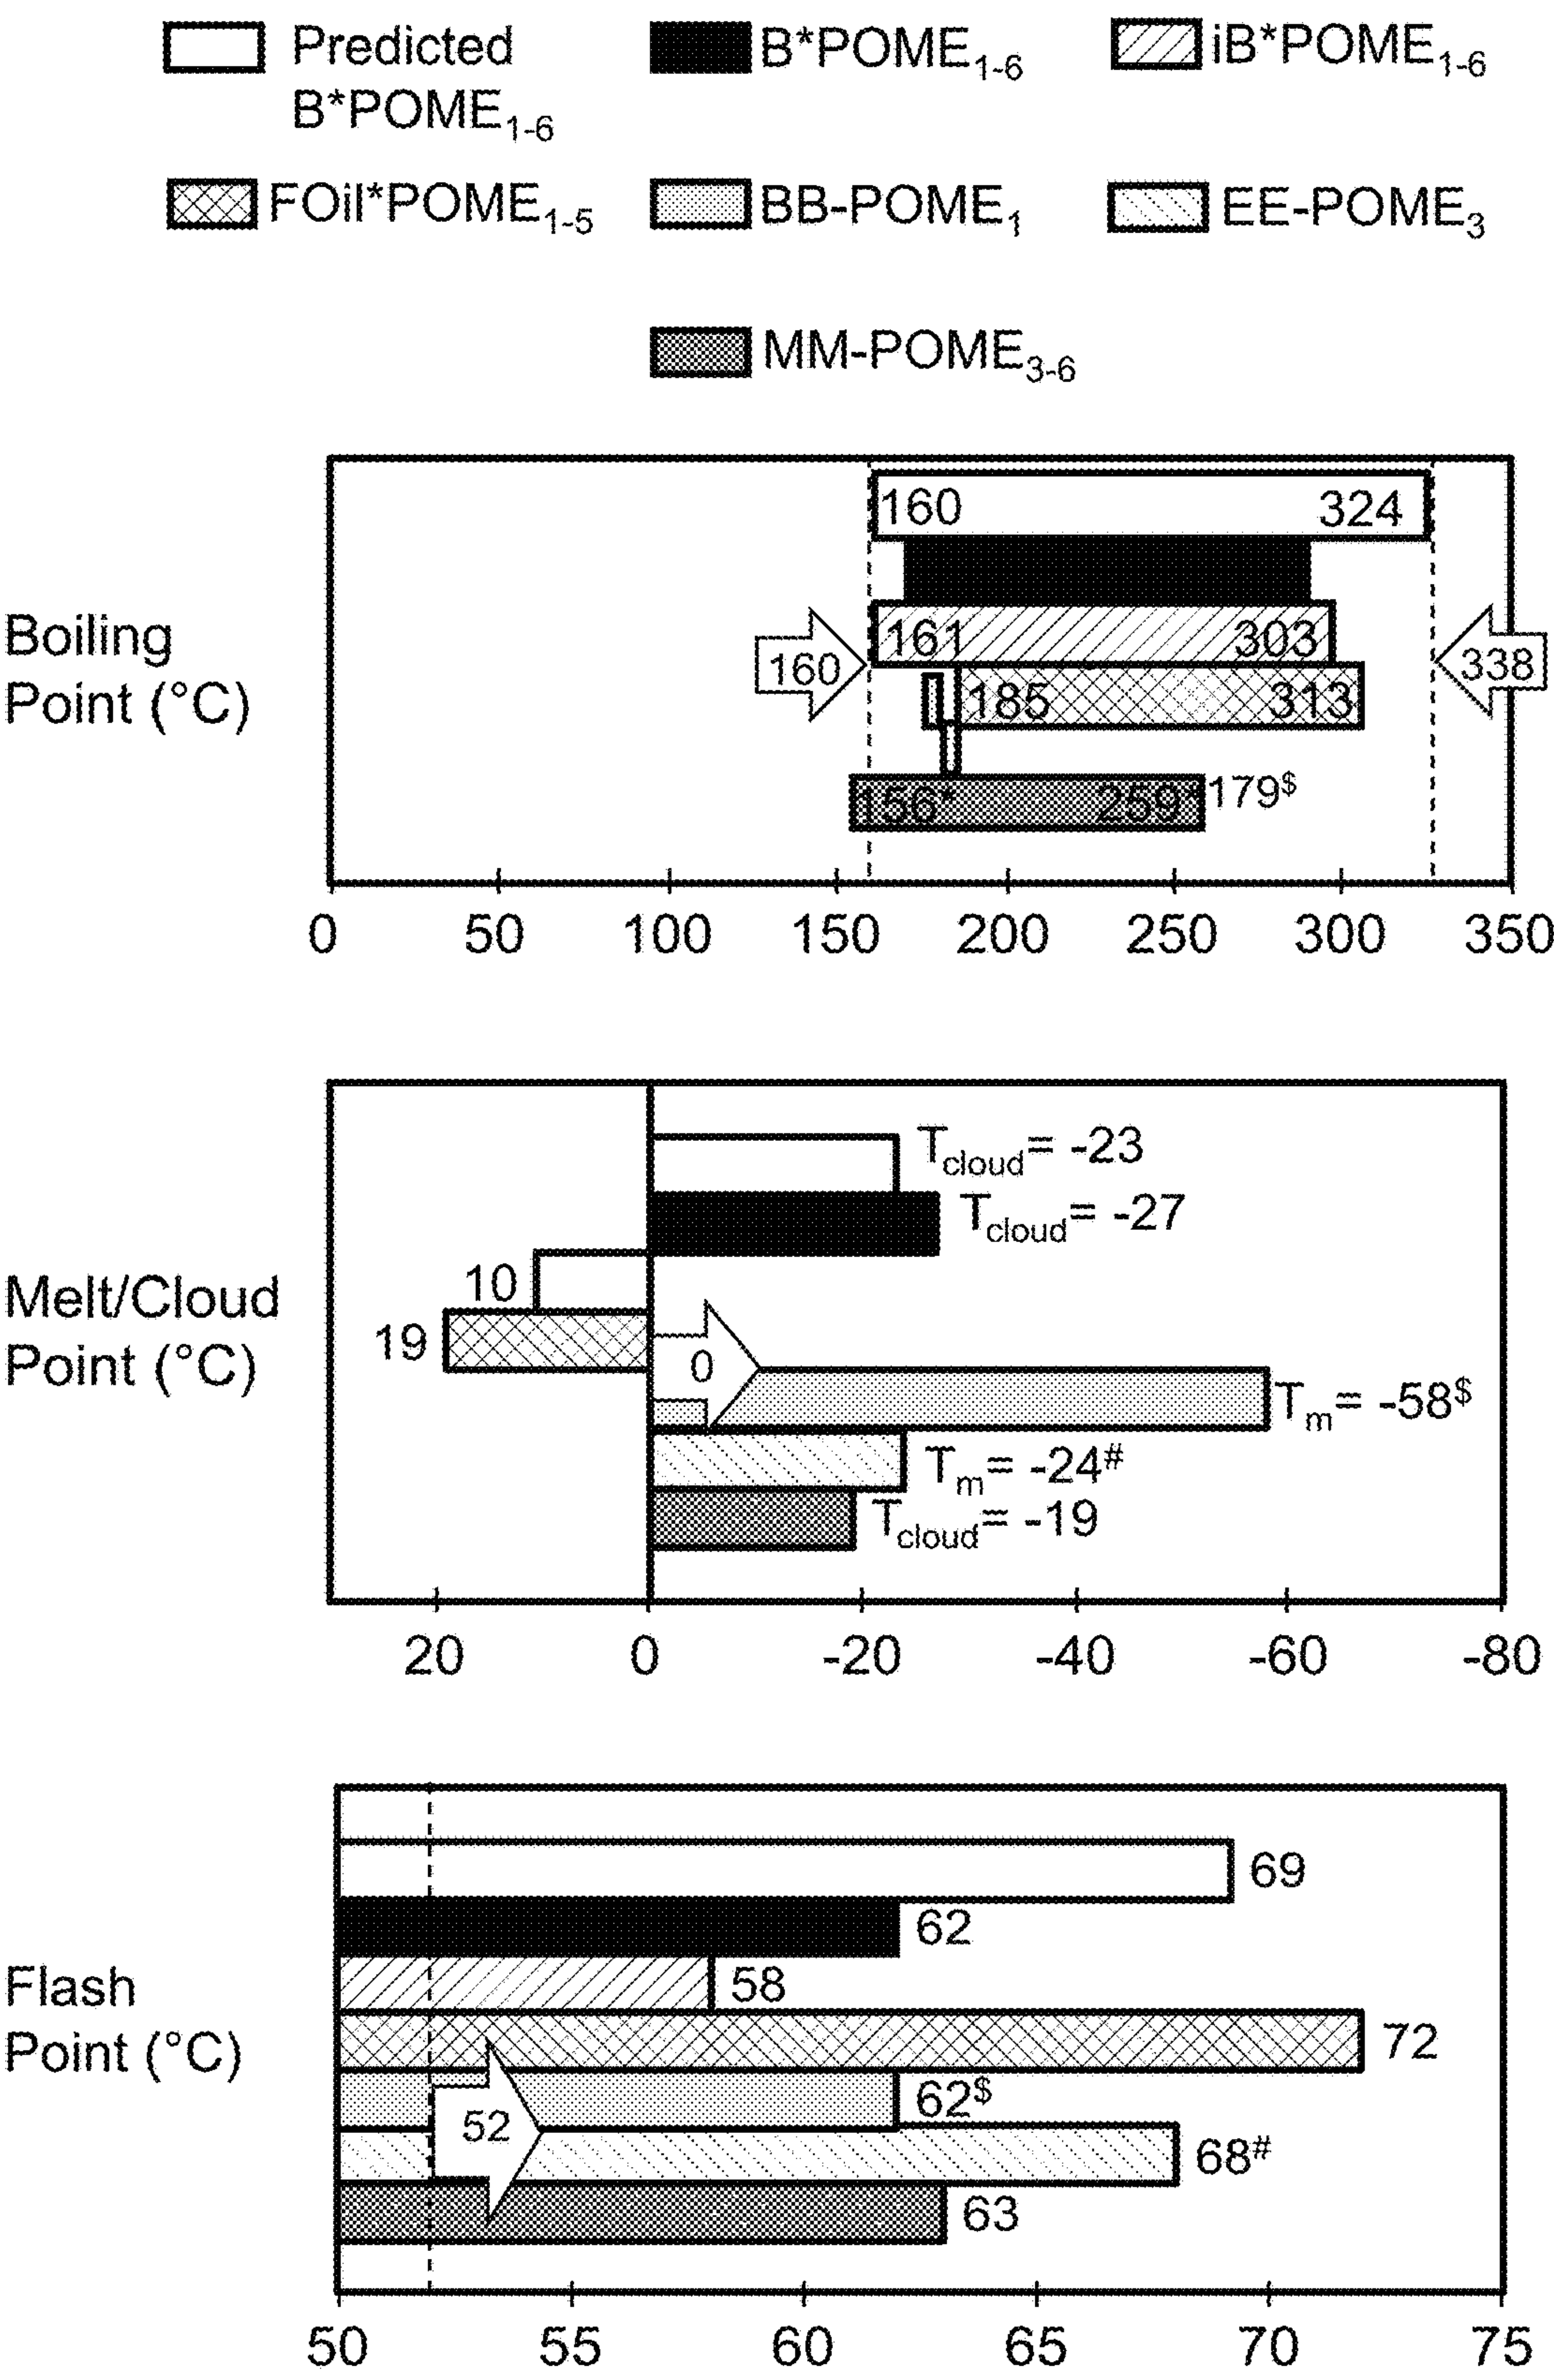 Predicted
B*POME1-6
B*POME1-6
iB*POME1-6
FOil*POME1-5
BB-POME1
EE-POME3
MM-POME3-6
Boiling
Point (°C)
160 324
161 303
160
338
185 313
156* 259*
179$
0 50 100 150 200 250 300 350
Melt/Cloud
Point (°C)
Tcloud= -23
Tcloud= -27
10
19
0
Tm= -58$
Tm= -24#
Tcloud= -19
20 0 -20 -40 -60 -80
Flash
Point (°C)
69
62
58
72
62$
52
68#
63
50 55 60 65 70 75